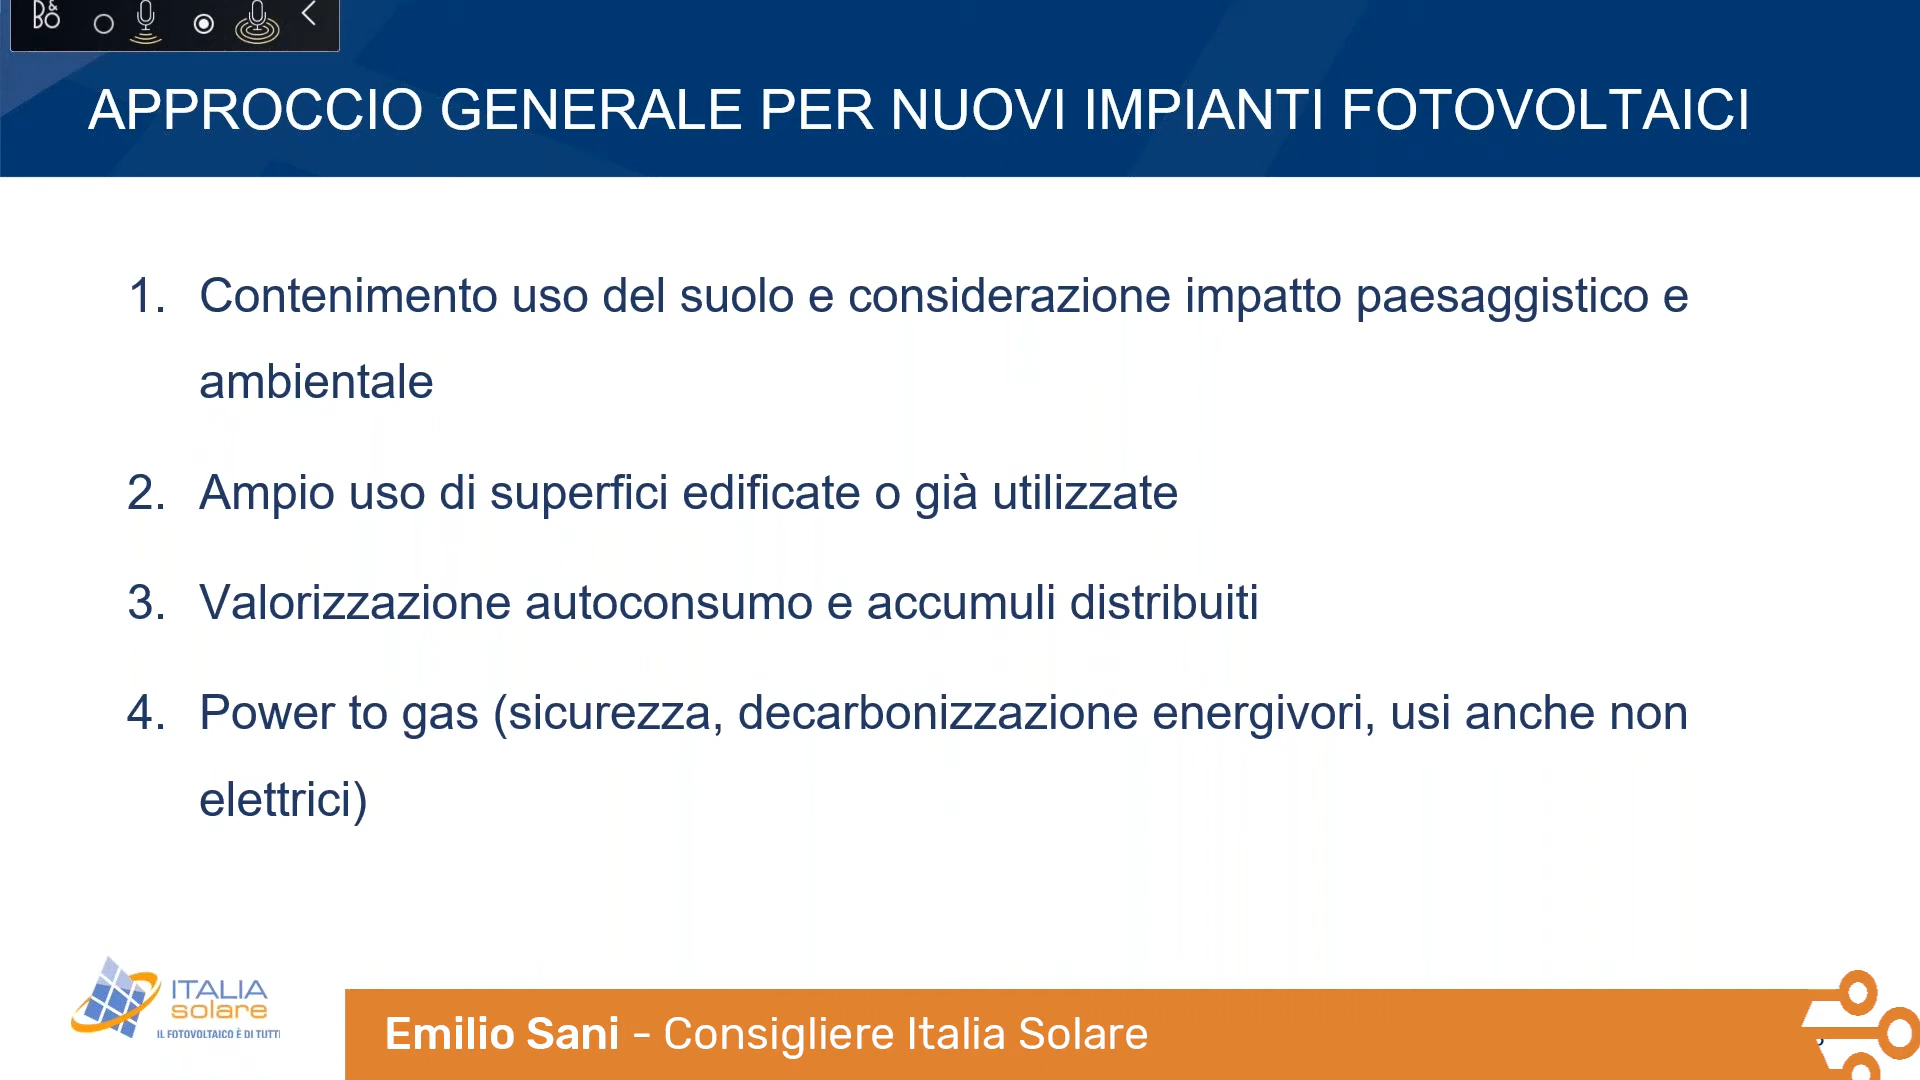 B&O
APPROCCIO GENERALE PER NUOVI IMPIANTI FOTOVOLTAICI
1. Contenimento uso del suolo e considerazione impatto paesaggistico e
ambientale
2. Ampio uso di superfici edificate o già utilizzate
3. Valorizzazione autoconsumo e accumuli distribuiti
4. Power to gas (sicurezza, decarbonizzazione energivori, usi anche non
elettrici)
ITALIA
solare
IL FOTOVOLTAICO È DI TUTTI
Emilio Sani - Consigliere Italia Solare